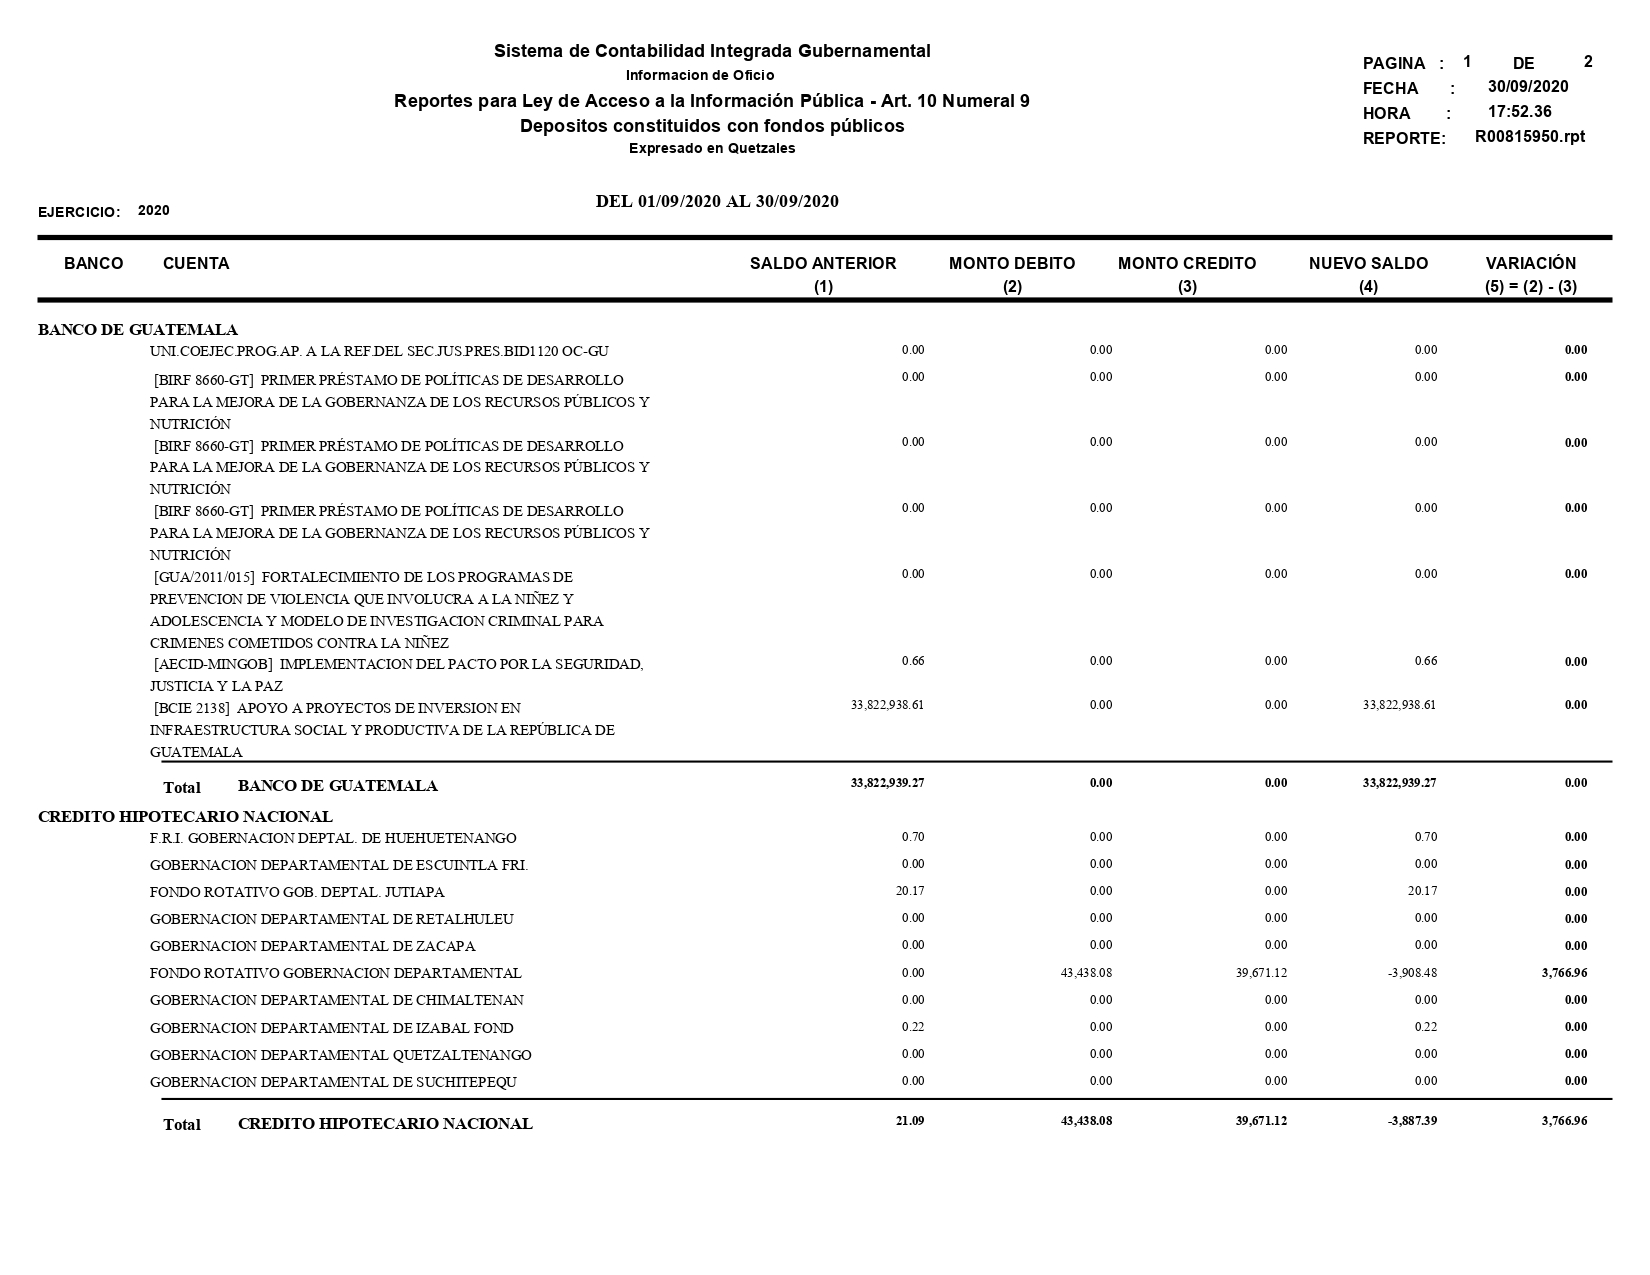 Sistema de Contabilidad Integrada Gubernamental
Informacion de Oficio
Reportes para Ley de Acceso a la Información Pública - Art. 10 Numeral 9
Depositos constituidos con fondos públicos
Expresado en Quetzales
PAGINA : 1 DE 2
FECHA : 30/09/2020
HORA : 17:52.36
REPORTE: R00815950.rpt
DEL 01/09/2020 AL 30/09/2020
EJERCICIO: 2020
BANCO CUENTA SALDO ANTERIOR MONTO DEBITO MONTO CREDITO NUEVO SALDO VARIACIÓN
(1) (2) (3) (4) (5) = (2) - (3)
BANCO DE GUATEMALA
UNI.COEJEC.PROG.AP. A LA REF.DEL SEC.JUS.PRES.BID1120 OC-GU 0.00 0.00 0.00 0.00 0.00
[BIRF 8660-GT] PRIMER PRÉSTAMO DE POLÍTICAS DE DESARROLLO 0.00 0.00 0.00 0.00 0.00
PARA LA MEJORA DE LA GOBERNANZA DE LOS RECURSOS PÚBLICOS Y
NUTRICIÓN
[BIRF 8660-GT] PRIMER PRÉSTAMO DE POLÍTICAS DE DESARROLLO 0.00 0.00 0.00 0.00 0.00
PARA LA MEJORA DE LA GOBERNANZA DE LOS RECURSOS PÚBLICOS Y
NUTRICIÓN
[BIRF 8660-GT] PRIMER PRÉSTAMO DE POLÍTICAS DE DESARROLLO 0.00 0.00 0.00 0.00 0.00
PARA LA MEJORA DE LA GOBERNANZA DE LOS RECURSOS PÚBLICOS Y
NUTRICIÓN
[GUA/2011/015] FORTALECIMIENTO DE LOS PROGRAMAS DE 0.00 0.00 0.00 0.00 0.00
PREVENCION DE VIOLENCIA QUE INVOLUCRA A LA NIÑEZ Y
ADOLESCENCIA Y MODELO DE INVESTIGACION CRIMINAL PARA
CRIMENES COMETIDOS CONTRA LA NIÑEZ
[AECID-MINGOB] IMPLEMENTACION DEL PACTO POR LA SEGURIDAD, 0.66 0.00 0.00 0.66 0.00
JUSTICIA Y LA PAZ
[BCIE 2138] APOYO A PROYECTOS DE INVERSION EN 33,822,938.61 0.00 0.00 33,822,938.61 0.00
INFRAESTRUCTURA SOCIAL Y PRODUCTIVA DE LA REPÚBLICA DE
GUATEMALA
Total BANCO DE GUATEMALA 33,822,939.27 0.00 0.00 33,822,939.27 0.00
CREDITO HIPOTECARIO NACIONAL
F.R.I. GOBERNACION DEPTAL. DE HUEHUETENANGO 0.70 0.00 0.00 0.70 0.00
GOBERNACION DEPARTAMENTAL DE ESCUINTLA FRI. 0.00 0.00 0.00 0.00 0.00
FONDO ROTATIVO GOB. DEPTAL. JUTIAPA 20.17 0.00 0.00 20.17 0.00
GOBERNACION DEPARTAMENTAL DE RETALHULEU 0.00 0.00 0.00 0.00 0.00
GOBERNACION DEPARTAMENTAL DE ZACAPA 0.00 0.00 0.00 0.00 0.00
FONDO ROTATIVO GOBERNACION DEPARTAMENTAL 0.00 43,438.08 39,671.12 -3,908.48 3,766.96
GOBERNACION DEPARTAMENTAL DE CHIMALTENAN 0.00 0.00 0.00 0.00 0.00
GOBERNACION DEPARTAMENTAL DE IZABAL FOND 0.22 0.00 0.00 0.22 0.00
GOBERNACION DEPARTAMENTAL QUETZALTENANGO 0.00 0.00 0.00 0.00 0.00
GOBERNACION DEPARTAMENTAL DE SUCHITEPEQU 0.00 0.00 0.00 0.00 0.00
Total CREDITO HIPOTECARIO NACIONAL 21.09 43,438.08 39,671.12 -3,887.39 3,766.96